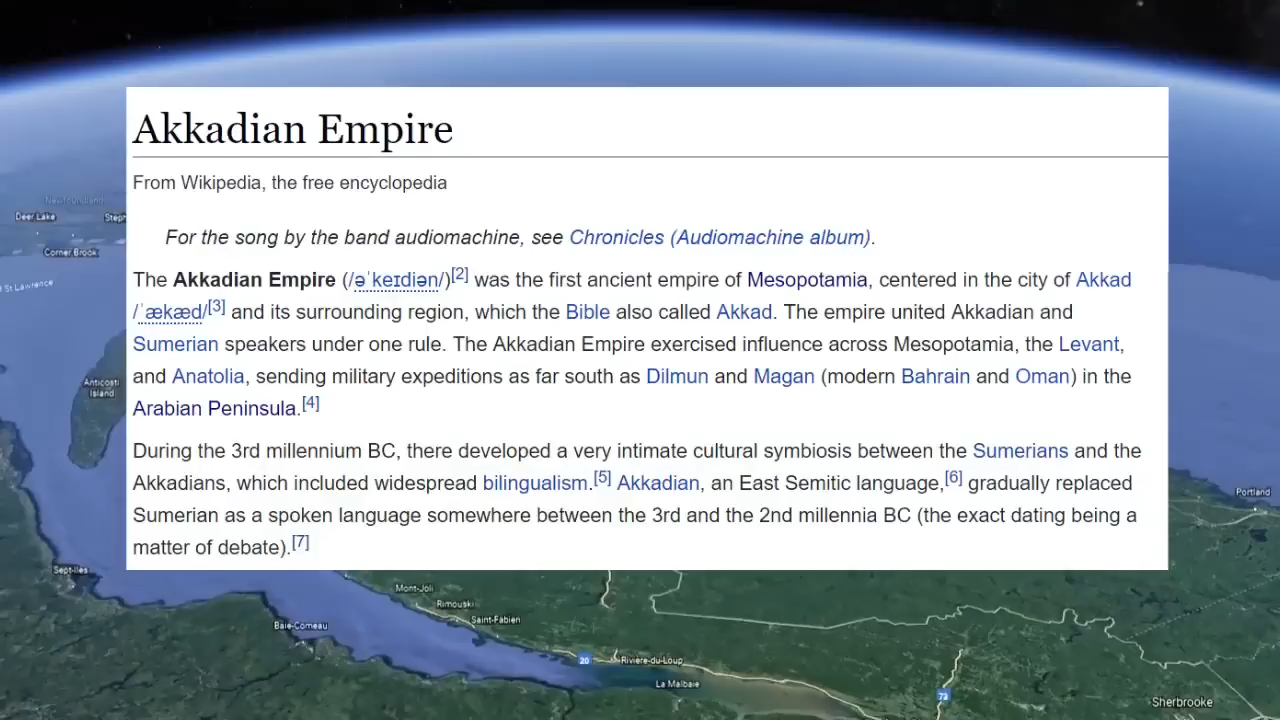 Akkadian Empire
From Wikipedia, the free encyclopedia
For the song by the band audiomachine, see Chronicles (Audiomachine album).
The Akkadian Empire (/əˈkeɪdiən/)[2] was the first ancient empire of Mesopotamia, centered in the city of Akkad
/ˈækæd/[3] and its surrounding region, which the Bible also called Akkad. The empire united Akkadian and
Sumerian speakers under one rule. The Akkadian Empire exercised influence across Mesopotamia, the Levant,
and Anatolia, sending military expeditions as far south as Dilmun and Magan (modern Bahrain and Oman) in the
Arabian Peninsula.[4]
During the 3rd millennium BC, there developed a very intimate cultural symbiosis between the Sumerians and the
Akkadians, which included widespread bilingualism.[5] Akkadian, an East Semitic language,[6] gradually replaced
Sumerian as a spoken language somewhere between the 3rd and the 2nd millennia BC (the exact dating being a
matter of debate).[7]
Newfoundland
Deer Lake
Steph
Corner Brook
St Lawrence
Anticosti
Island
Portland
Sept-Îles
Mont-Joli
Rimouski
Saint-Fabien
Baie-Comeau
20
Rivière-du-Loup
La Malbaie
73
Sherbrooke